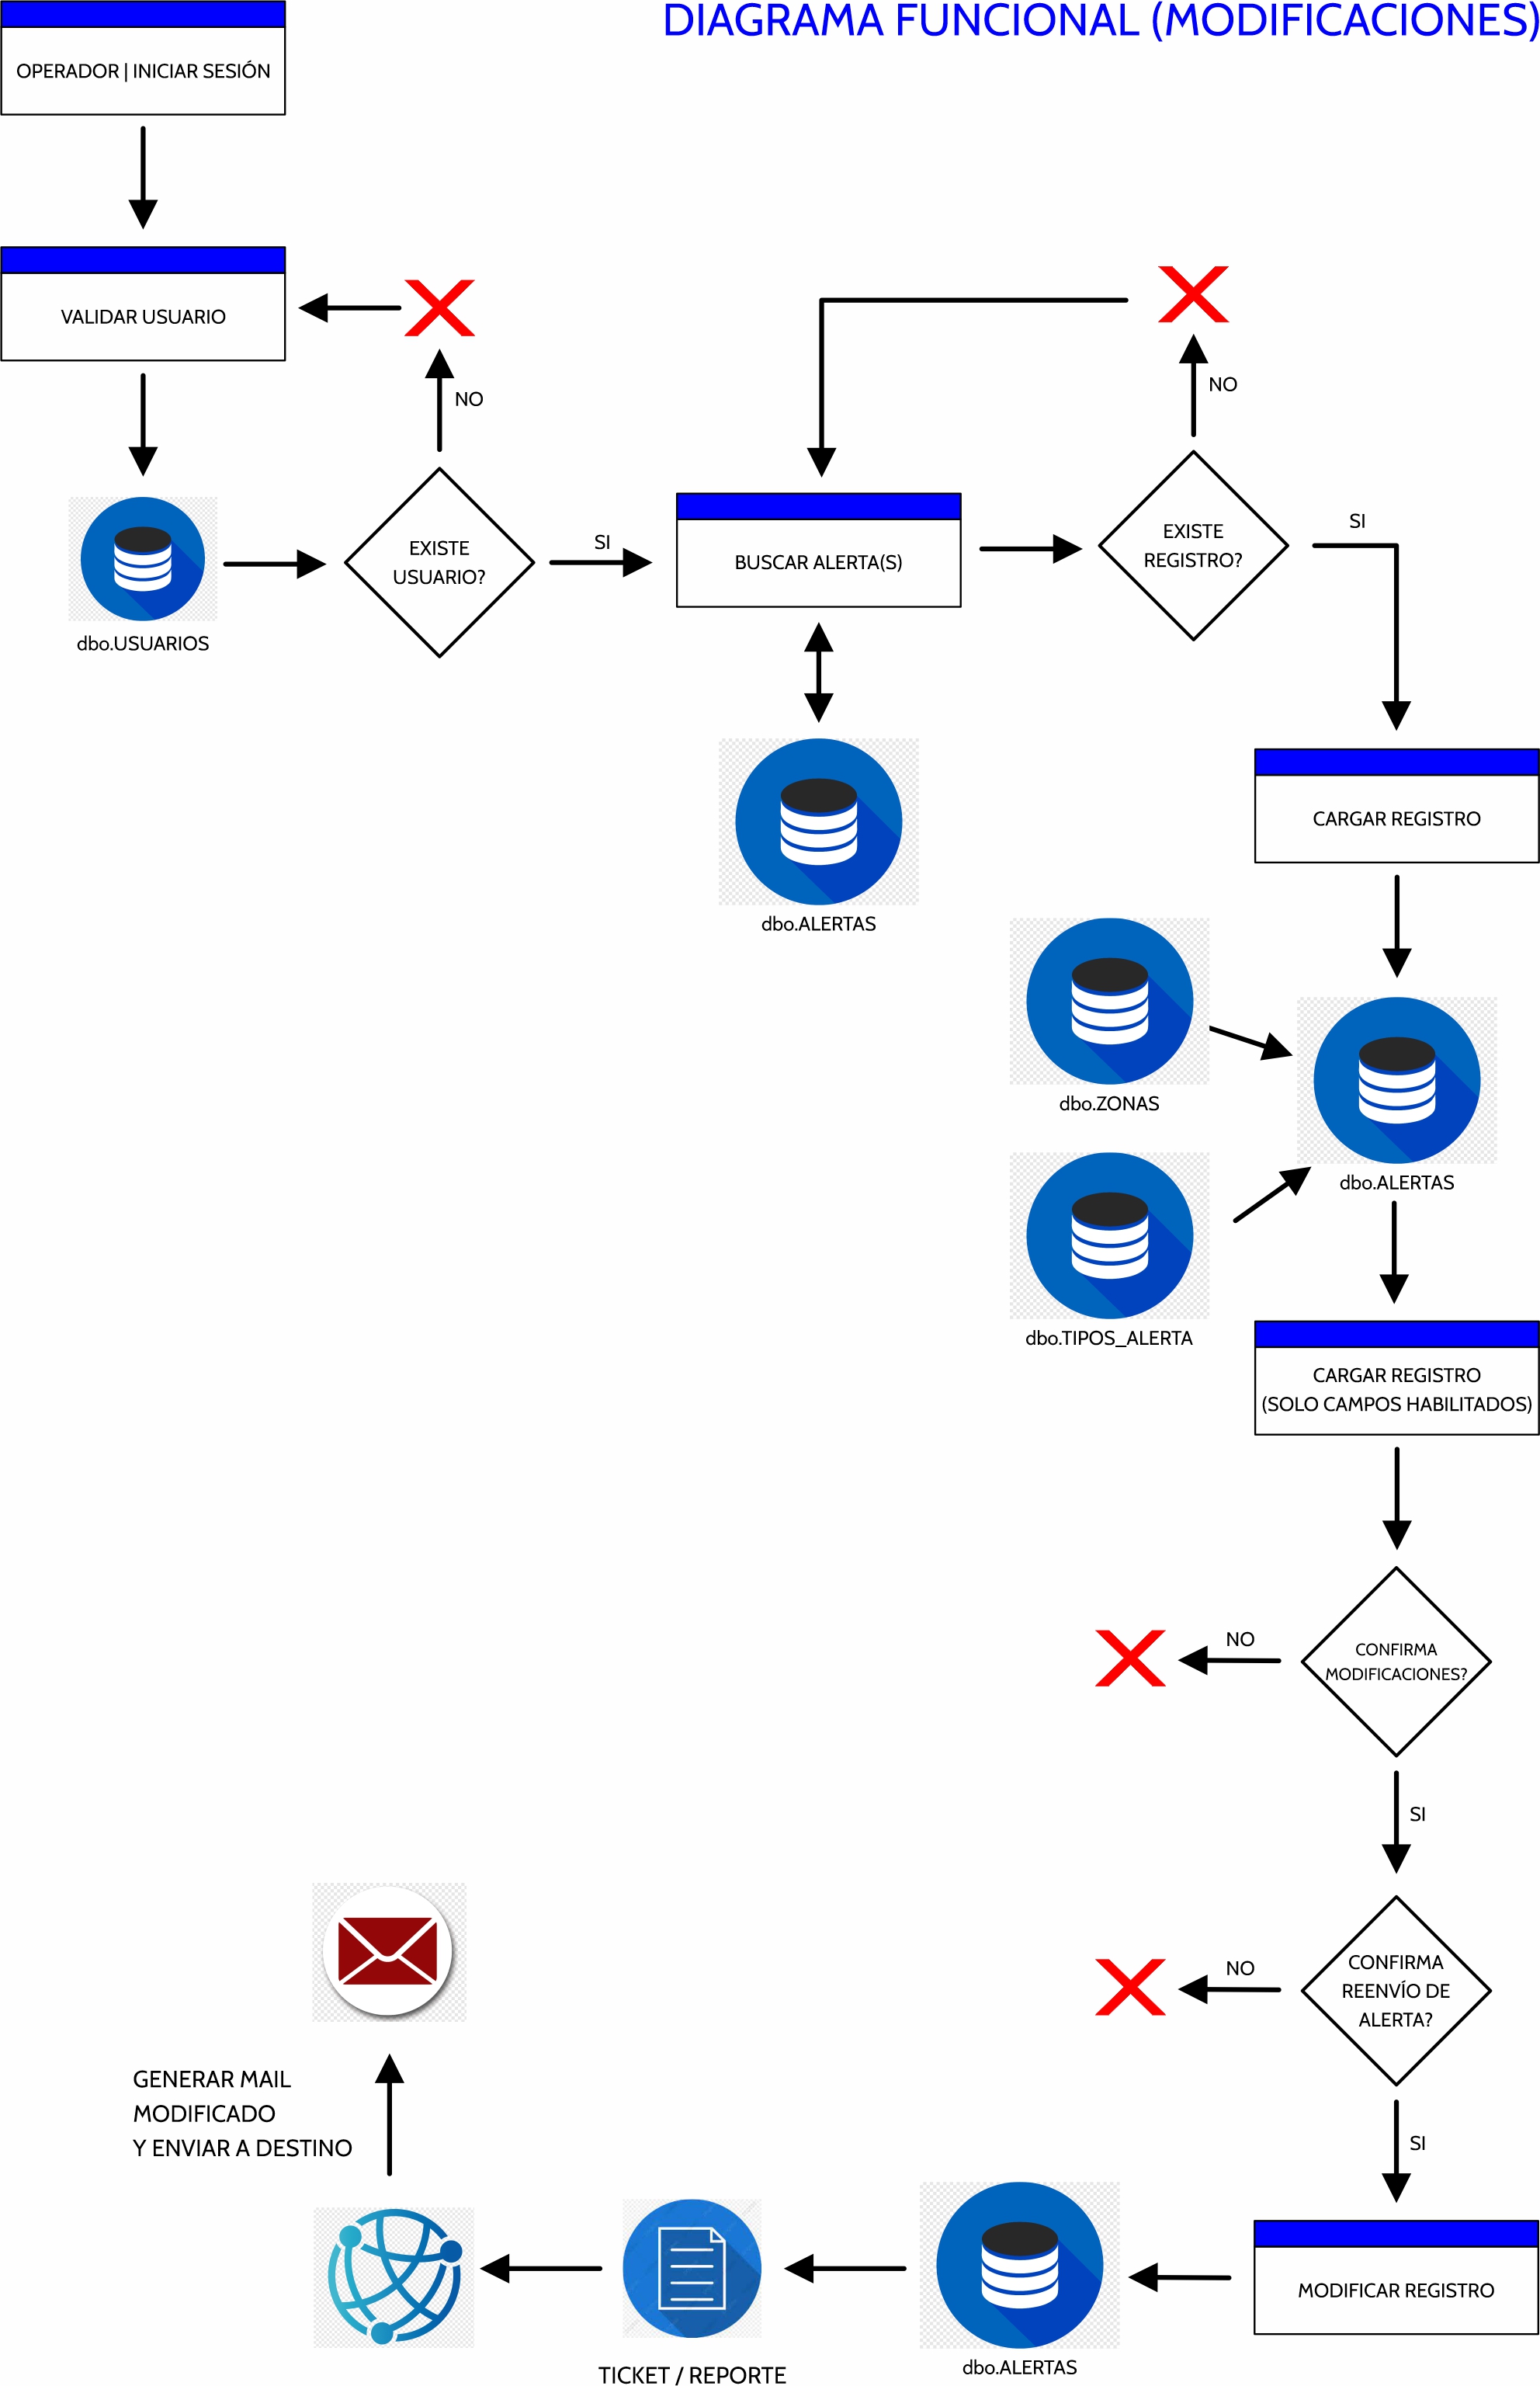 DIAGRAMA FUNCIONAL (MODIFICACIONES)
OPERADOR | INICIAR SESIÓN
VALIDAR USUARIO
NO
dbo.USUARIOS
EXISTE
USUARIO?
SI
BUSCAR ALERTA(S)
NO
EXISTE
REGISTRO?
SI
dbo.ALERTAS
CARGAR REGISTRO
dbo.ZONAS
dbo.ALERTAS
dbo.TIPOS_ALERTA
CARGAR REGISTRO
(SOLO CAMPOS HABILITADOS)
CONFIRMA
MODIFICACIONES?
NO
SI
CONFIRMA
REENVÍO DE
ALERTA?
NO
SI
MODIFICAR REGISTRO
dbo.ALERTAS
TICKET / REPORTE
GENERAR MAIL
MODIFICADO
Y ENVIAR A DESTINO